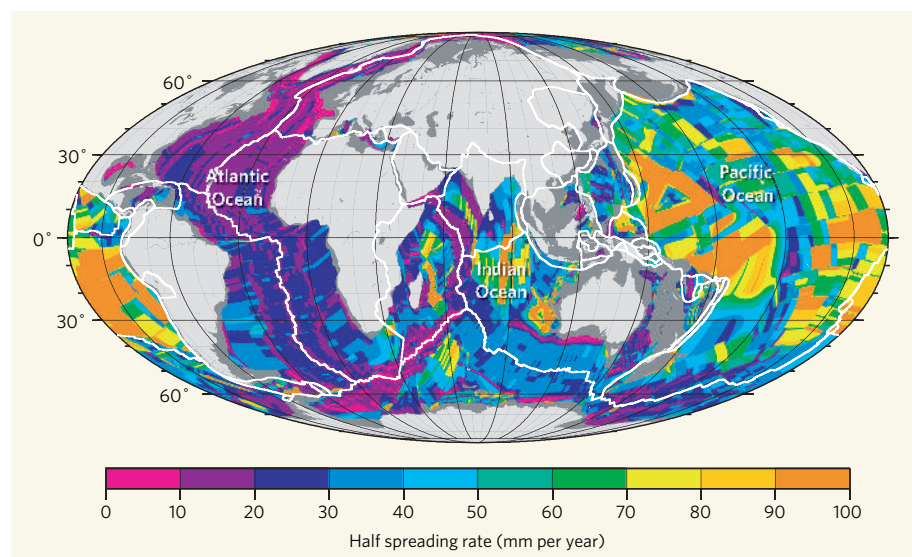 60°
30°
Atlantic
Ocean
Pacific
Ocean
0°
Indian
Ocean
30°
60°
0 10 20 30 40 50 60 70 80 90 100
Half spreading rate (mm per year)